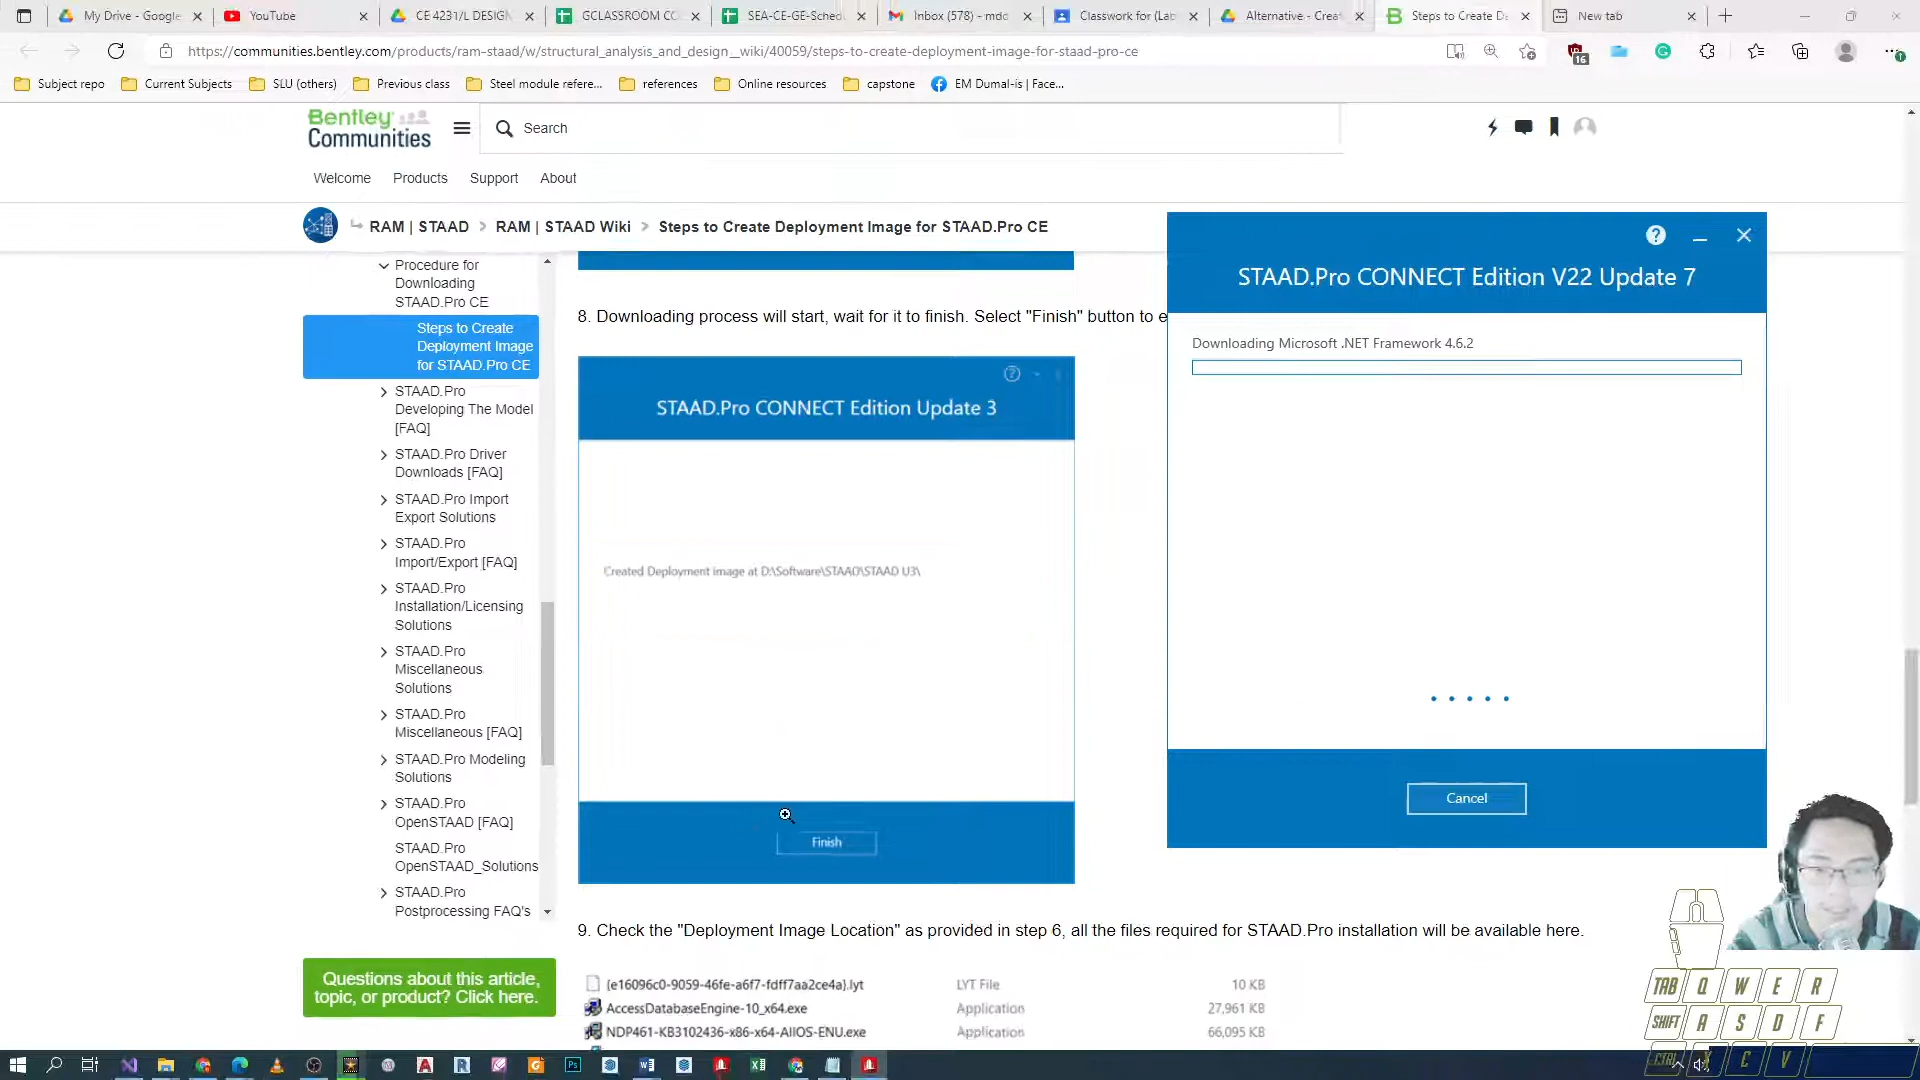 My Drive - Google
YouTube
CE 4231/L DESIGN
GCLASSROOM CO
SEA-CE-GE-Sched
Inbox (578) - mdd
Classwork for (Lab
Alternative - Creat
Steps to Create De
New tab
https://communities.bentley.com/products/ram-staad/w/structural_analysis_and_design__wiki/40059/steps-to-create-deployment-image-for-staad-pro-ce
16
Subject repo
Current Subjects
SLU (others)
Previous class
Steel module refere...
references
Online resources
capstone
EM Dumal-is | Face...
Bentley
Communities
Search
Welcome
Products
Support
About
RAM | STAAD > RAM | STAAD Wiki > Steps to Create Deployment Image for STAAD.Pro CE
Procedure for
Downloading
STAAD.Pro CE
Steps to Create
Deployment Image
for STAAD.Pro CE
STAAD.Pro
Developing The Model
[FAQ]
STAAD.Pro Driver
Downloads [FAQ]
STAAD.Pro Import
Export Solutions
STAAD.Pro
Import/Export [FAQ]
STAAD.Pro
Installation/Licensing
Solutions
STAAD.Pro
Miscellaneous
Solutions
STAAD.Pro
Miscellaneous [FAQ]
STAAD.Pro Modeling
Solutions
STAAD.Pro
OpenSTAAD [FAQ]
STAAD.Pro
OpenSTAAD_Solutions
STAAD.Pro
Postprocessing FAQ's
Questions about this article,
topic, or product? Click here.
8. Downloading process will start, wait for it to finish. Select "Finish" button to e
STAAD.Pro CONNECT Edition Update 3
Created Deployment image at D:\Software\STAAD\STAAD U3\
Finish
9. Check the "Deployment Image Location" as provided in step 6, all the files required for STAAD.Pro installation will be available here.
{e16096c0-9059-46fe-a6f7-fdff7aa2ce4a}.lyt LYT File 10 KB
AccessDatabaseEngine-10_x64.exe Application 27,961 KB
NDP461-KB3102436-x86-x64-AllOS-ENU.exe Application 66,095 KB
STAAD.Pro CONNECT Edition V22 Update 7
Downloading Microsoft .NET Framework 4.6.2
Cancel
TAB Q W E R
SHIFT A S D F
CTRL X C V